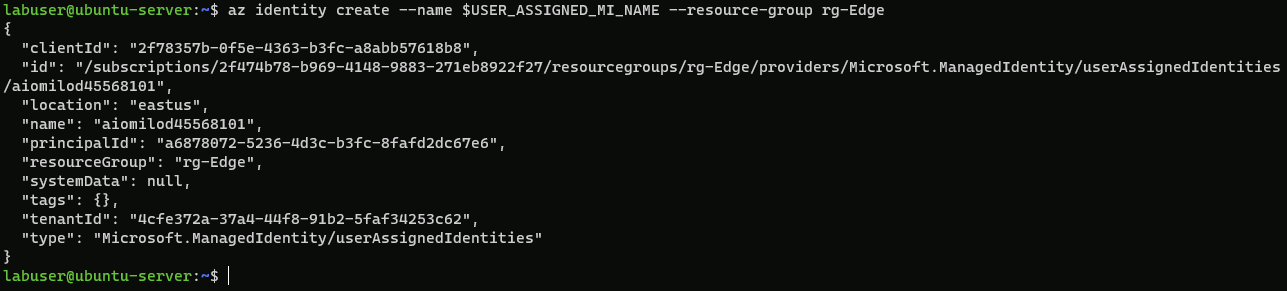 labuser@ubuntu-server:~$ az identity create --name $USER_ASSIGNED_MI_NAME --resource-group rg-Edge
{
  "clientId": "2f78357b-0f5e-4363-b3fc-a8abb57618b8",
  "id": "/subscriptions/2f474b78-b969-4148-9883-271eb8922f27/resourcegroups/rg-Edge/providers/Microsoft.ManagedIdentity/userAssignedIdentities
/aiomilod45568101",
  "location": "eastus",
  "name": "aiomilod45568101",
  "principalId": "a6878072-5236-4d3c-b3fc-8fafd2dc67e6",
  "resourceGroup": "rg-Edge",
  "systemData": null,
  "tags": {},
  "tenantId": "4cfe372a-37a4-44f8-91b2-5faf34253c62",
  "type": "Microsoft.ManagedIdentity/userAssignedIdentities"
}
labuser@ubuntu-server:~$